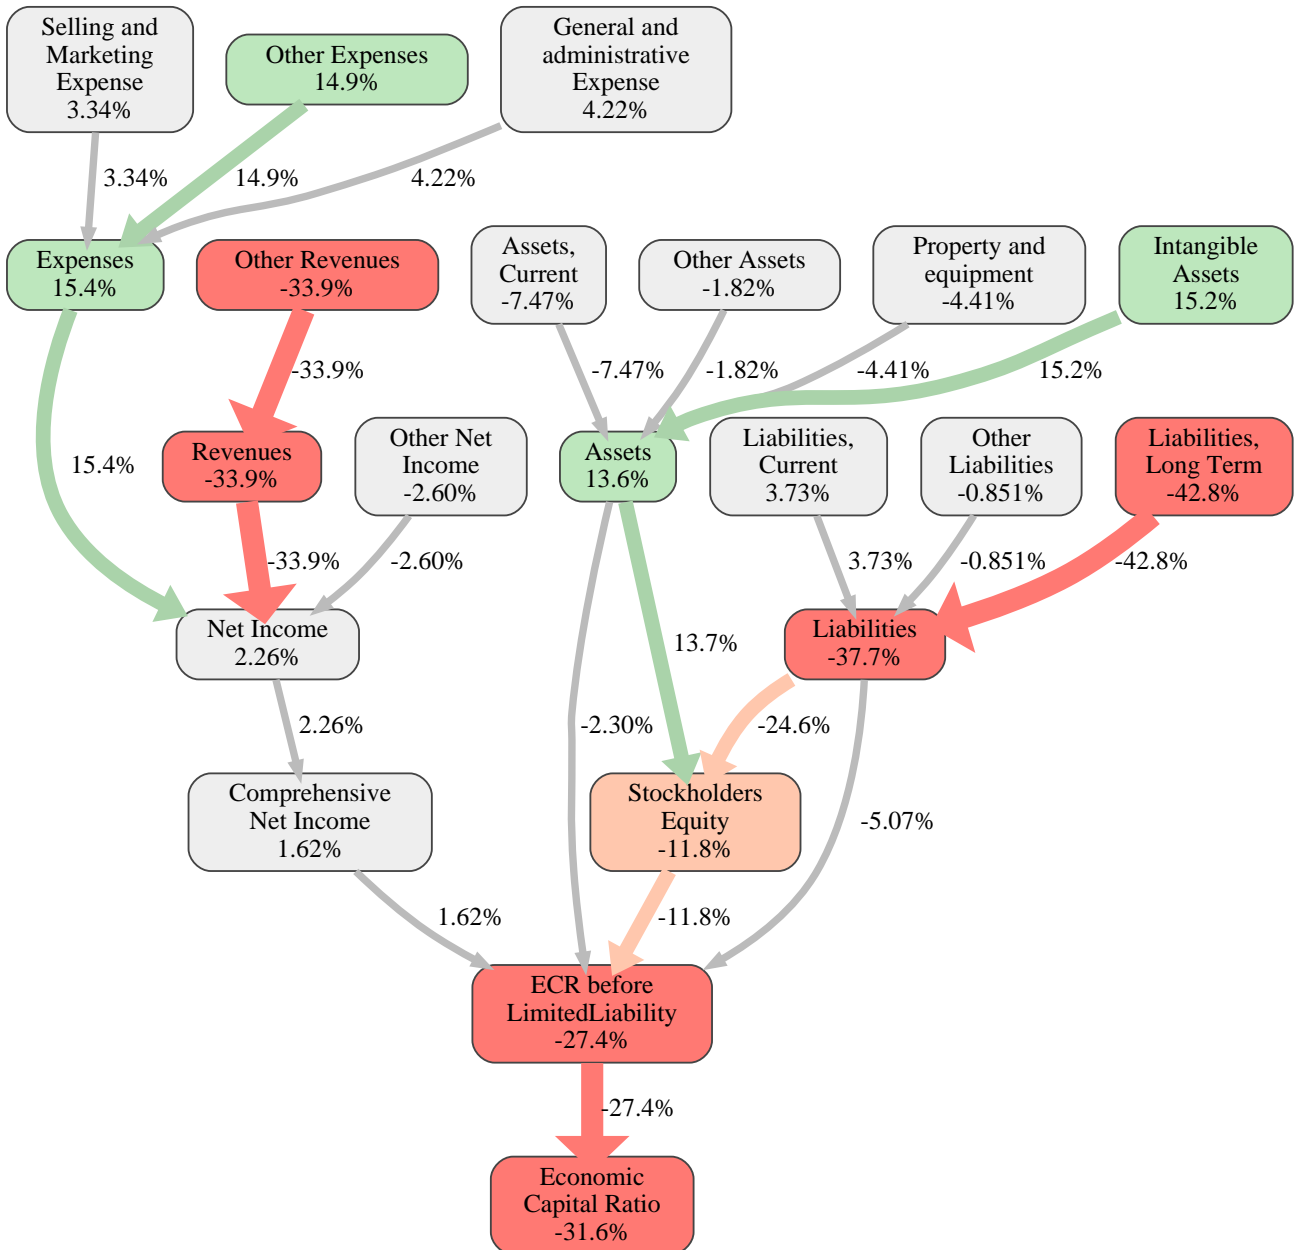 Selling and
Marketing
Expense
3.34%
Other Expenses
14.9%
General and
administrative
Expense
4.22%
3.34%
14.9%
4.22%
Expenses
15.4%
Other Revenues
-33.9%
Assets,
Current
-7.47%
Other Assets
-1.82%
Property and
equipment
-4.41%
Intangible
Assets
15.2%
-33.9%
-7.47%
-1.82%
-4.41%
15.2%
15.4%
Revenues
-33.9%
Other Net
Income
-2.60%
Assets
13.6%
Liabilities,
Current
3.73%
Other
Liabilities
-0.851%
Liabilities,
Long Term
-42.8%
-33.9%
-2.60%
3.73%
-0.851%
-42.8%
Net Income
2.26%
13.7%
Liabilities
-37.7%
2.26%
-2.30%
-24.6%
Comprehensive
Net Income
1.62%
Stockholders
Equity
-11.8%
-5.07%
1.62%
-11.8%
ECR before
LimitedLiability
-27.4%
-27.4%
Economic
Capital Ratio
-31.6%